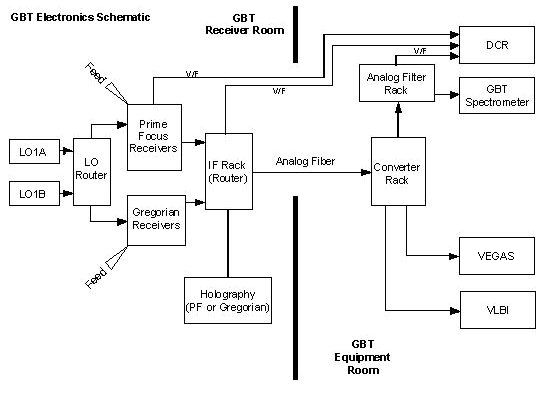 GBT Electronics Schematic
GBT
Receiver Room
DCR
V/F
Feed
V/F
V/F
Analog Filter
Rack
GBT
Spectrometer
Prime
Focus
Receivers
LO1A
LO
Router
IF Rack
(Router)
Analog Fiber
Converter
Rack
LO1B
Gregorian
Receivers
Feed
VEGAS
Holography
(PF or Gregorian)
VLBI
GBT
Equipment
Room